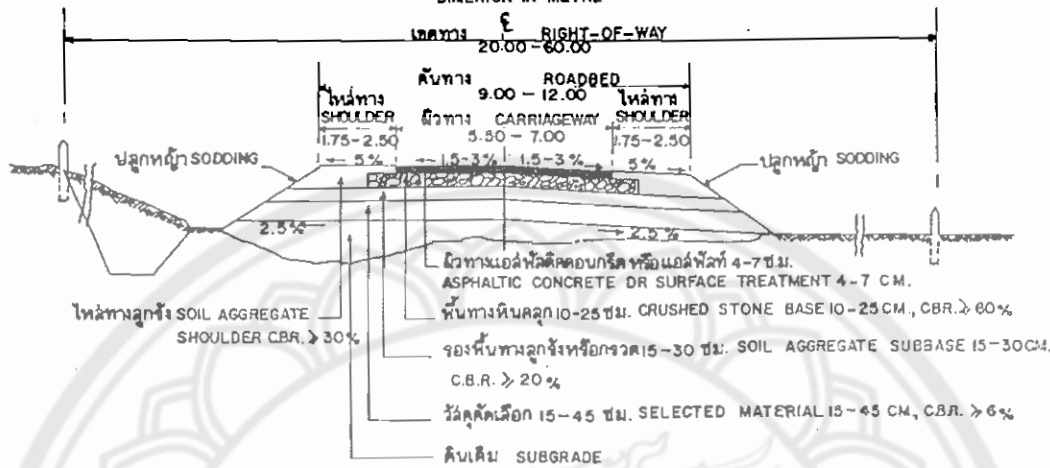 DIMENSION IN METRE
℄
เขตทาง RIGHT-OF-WAY
20.00-60.00
คันทาง ROADBED
9.00 - 12.00
ไหล่ทาง ไหล่ทาง
SHOULDER ผิวทาง CARRIAGEWAY SHOULDER
1.75-2.50 5.50 - 7.00 1.75-2.50
ปลูกหญ้า SODDING 5% 1.5-3% 1.5-3% 5% ปลูกหญ้า SODDING
2.5% 2.5%
ผิวทางแอสฟัลติคคอนกรีต หรือแอสฟัลท์ 4-7 ซ.ม.
ASPHALTIC CONCRETE OR SURFACE TREATMENT 4-7 CM.
ไหล่ทางลูกรัง SOIL AGGREGATE
SHOULDER C.B.R. ⩾ 30%
พื้นทางหินคลุก 10-25 ซม. CRUSHED STONE BASE 10-25 CM., CBR. ⩾ 80%
รองพื้นทางลูกรังหรือกรวด 15-30 ซม. SOIL AGGREGATE SUBBASE 15-30CM.
C.B.R. ⩾ 20%
วัสดุคัดเลือก 15-45 ซม. SELECTED MATERIAL 15-45 CM., CBR. ⩾ 6%
ดินเดิม SUBGRADE